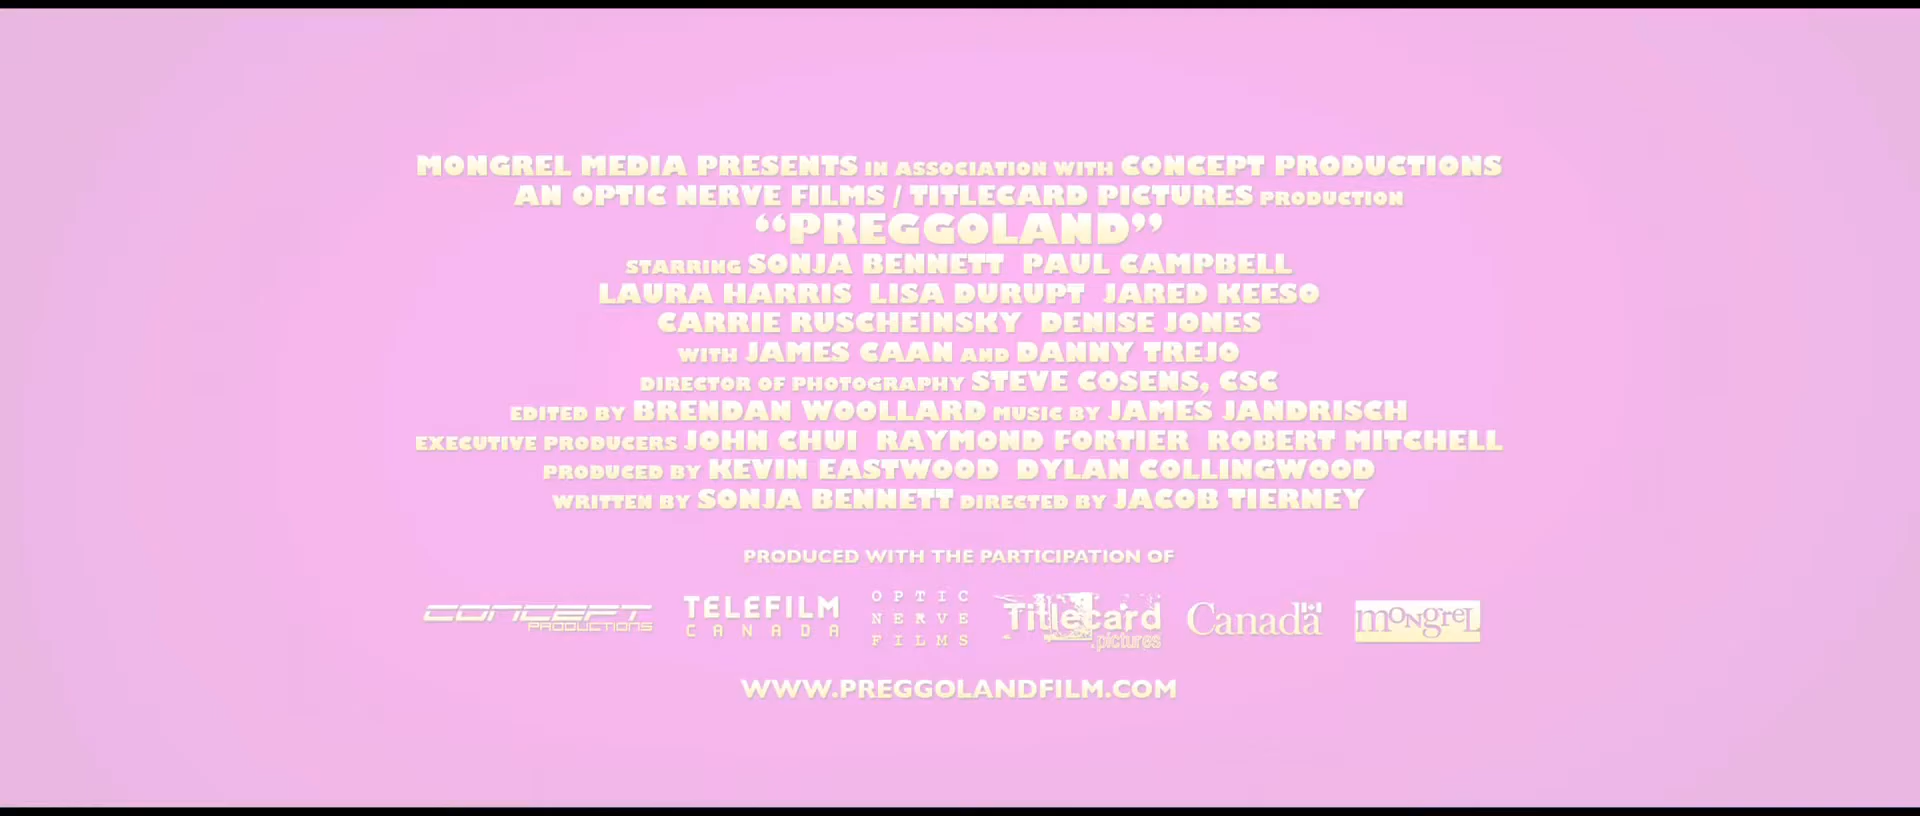 MONGREL MEDIA PRESENTS IN ASSOCIATION WITH CONCEPT PRODUCTIONS
AN OPTIC NERVE FILMS / TITLECARD PICTURES PRODUCTION
“PREGGOLAND”
STARRING SONJA BENNETT PAUL CAMPBELL
LAURA HARRIS LISA DURUPT JARED KEESO
CARRIE RUSCHEINSKY DENISE JONES
WITH JAMES CAAN AND DANNY TREJO
DIRECTOR OF PHOTOGRAPHY STEVE COSENS, CSC
EDITED BY BRENDAN WOOLLARD MUSIC BY JAMES JANDRISCH
EXECUTIVE PRODUCERS JOHN CHUI RAYMOND FORTIER ROBERT MITCHELL
PRODUCED BY KEVIN EASTWOOD DYLAN COLLINGWOOD
WRITTEN BY SONJA BENNETT DIRECTED BY JACOB TIERNEY
PRODUCED WITH THE PARTICIPATION OF
CONCEPT
PRODUCTIONS
TELEFILM
CANADA
OPTIC
NERVE
FILMS
Titlecard
pictures
Canada
mongrel
WWW.PREGGOLANDFILM.COM